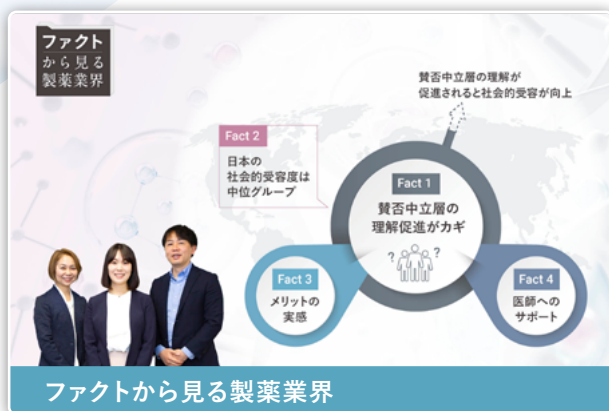 ファクト
から見る
製薬業界
賛否中立層の理解が
促進されると社会的受容が向上
Fact 2
日本の
社会的受容度は
中位グループ
Fact 1
賛否中立層の
理解促進がカギ
? ?
Fact 3
メリットの
実感
Fact 4
医師への
サポート
ファクトから見る製薬業界